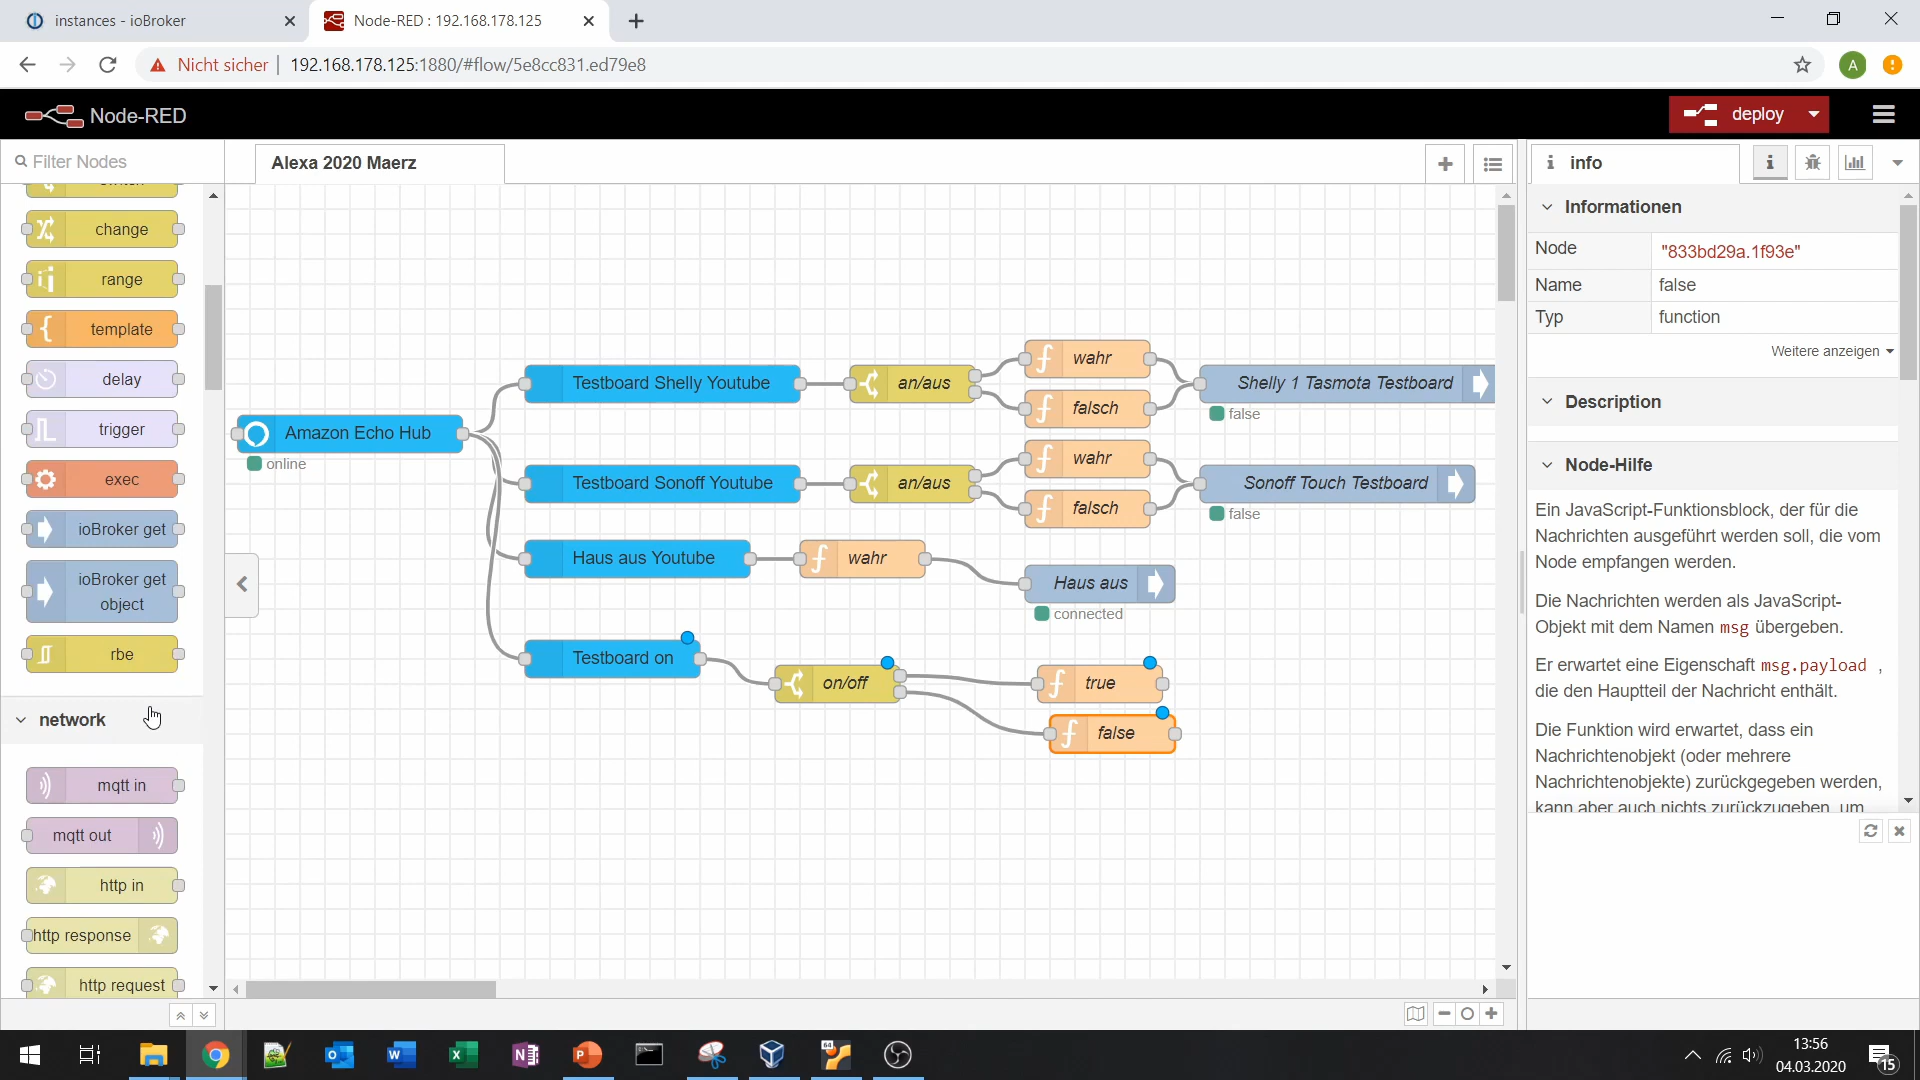 instances - ioBroker
Node-RED : 192.168.178.125
Nicht sicher
192.168.178.125:1880/#flow/5e8cc831.ed79e8
A
Node-RED
deploy
Filter Nodes
Alexa 2020 Maerz
info
switch
change
range
template
delay
trigger
exec
ioBroker get
ioBroker get
object
rbe
network
mqtt in
mqtt out
http in
http response
http request
Amazon Echo Hub
online
Testboard Shelly Youtube
an/aus
wahr
falsch
Shelly 1 Tasmota Testboard
false
Testboard Sonoff Youtube
an/aus
wahr
falsch
Sonoff Touch Testboard
false
Haus aus Youtube
wahr
Haus aus
connected
Testboard on
on/off
true
false
Informationen
Node "833bd29a.1f93e"
Name false
Typ function
Weitere anzeigen
Description
Node-Hilfe
Ein JavaScript-Funktionsblock, der für die
Nachrichten ausgeführt werden soll, die vom
Node empfangen werden.
Die Nachrichten werden als JavaScript-
Objekt mit dem Namen msg übergeben.
Er erwartet eine Eigenschaft msg.payload ,
die den Hauptteil der Nachricht enthält.
Die Funktion wird erwartet, dass ein
Nachrichtenobjekt (oder mehrere
Nachrichtenobjekte) zurückgegeben werden,
kann aber auch nichts zurückzugeben, um
13:56
04.03.2020
15